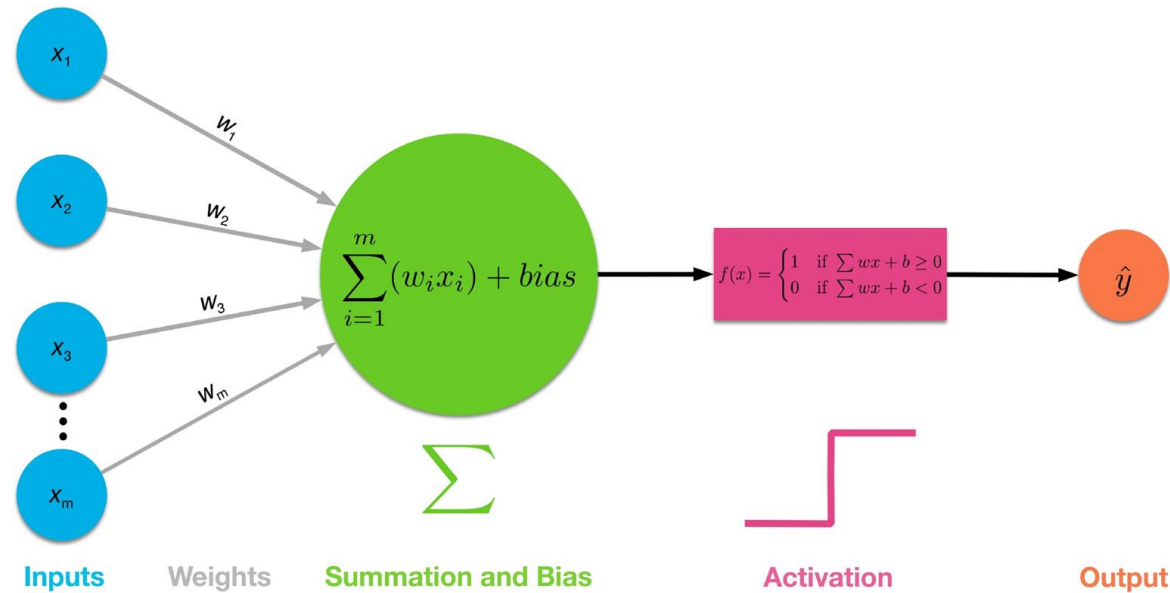 x₁
w₁
x₂
w₂
x₃
w₃
wₘ
xₘ
∑ᵢ₌₁ᵐ(wᵢxᵢ) + bias
f(x) = {1 if ∑ wx + b ≥ 0
0 if ∑ wx + b < 0
ŷ
∑
Inputs
Weights
Summation and Bias
Activation
Output